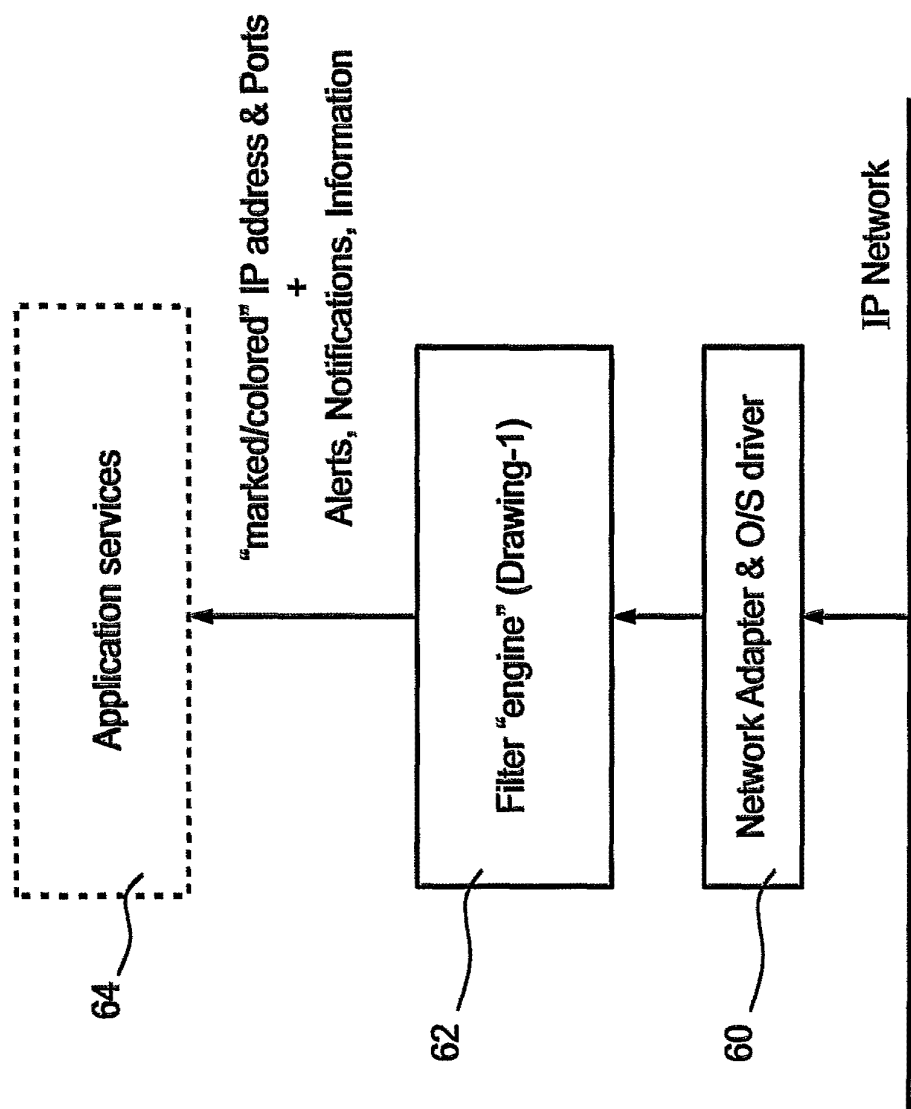 Application services
64
“marked/colored” IP address & Ports
+
Alerts, Notifications, Information
Filter “engine” (Drawing-1)
62
Network Adapter & O/S driver
60
IP Network